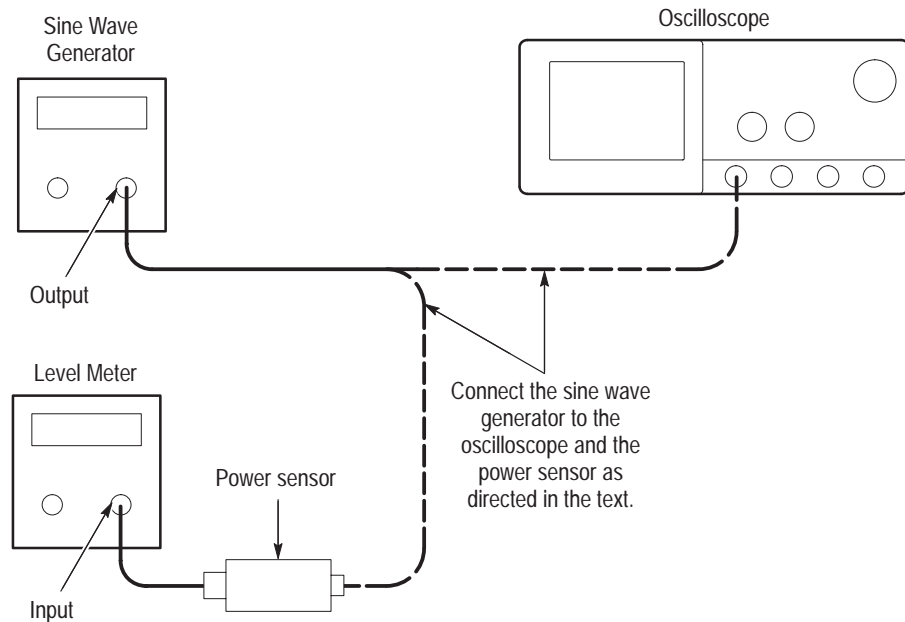 Sine Wave
Generator
Oscilloscope
Output
Level Meter
Connect the sine wave
generator to the
oscilloscope and the
power sensor as
directed in the text.
Power sensor
Input